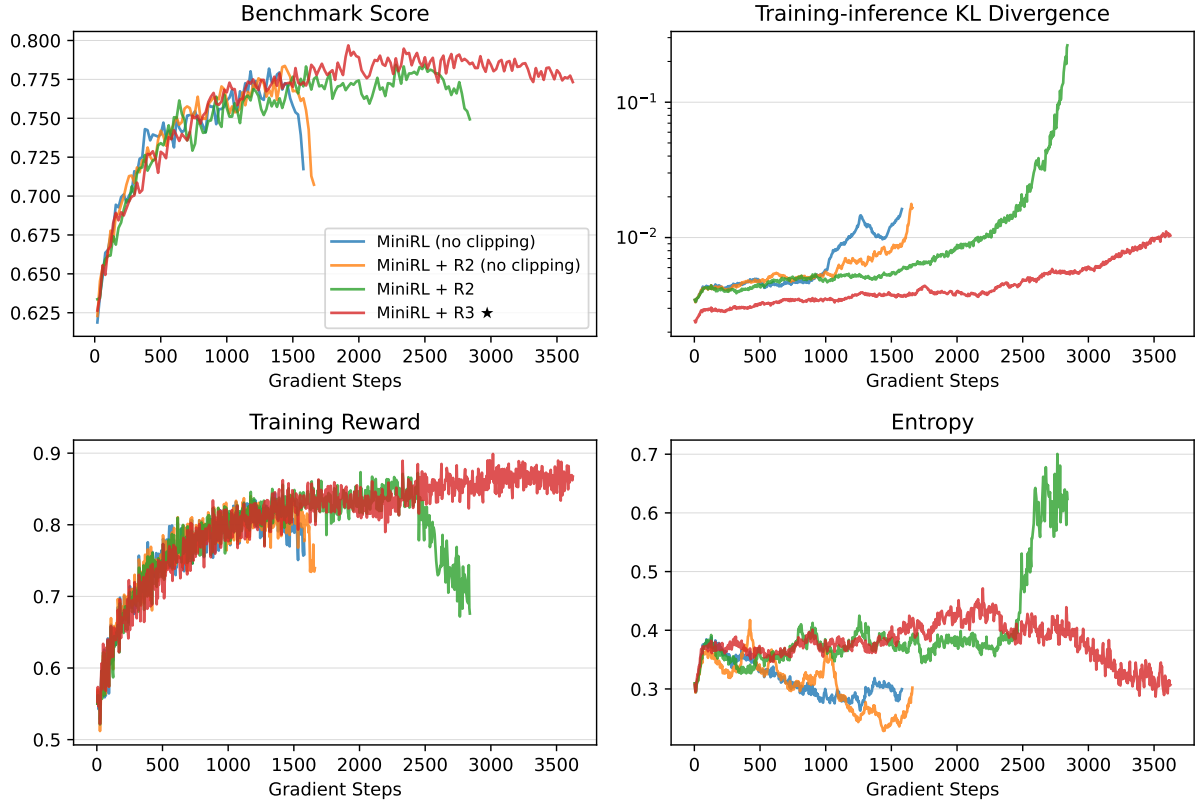 Benchmark Score
0.800
0.775
0.750
0.725
0.700
0.675
0.650
0.625
MiniRL (no clipping)
MiniRL + R2 (no clipping)
MiniRL + R2
MiniRL + R3 ★
0 500 1000 1500 2000 2500 3000 3500
Gradient Steps
Training-inference KL Divergence
10⁻¹
10⁻²
0 500 1000 1500 2000 2500 3000 3500
Gradient Steps
Training Reward
0.9
0.8
0.7
0.6
0.5
0 500 1000 1500 2000 2500 3000 3500
Gradient Steps
Entropy
0.7
0.6
0.5
0.4
0.3
0 500 1000 1500 2000 2500 3000 3500
Gradient Steps